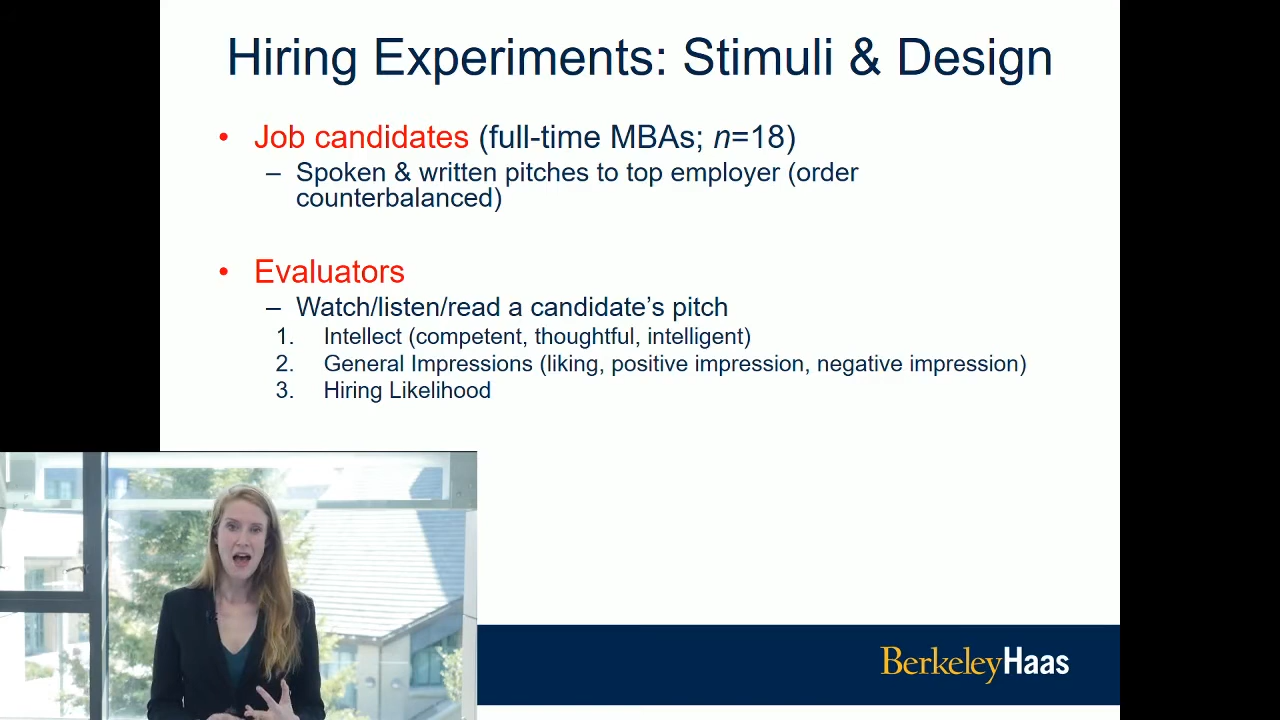 Hiring Experiments: Stimuli & Design
• Job candidates (full-time MBAs; n=18)
– Spoken & written pitches to top employer (order
counterbalanced)
• Evaluators
– Watch/listen/read a candidate’s pitch
1. Intellect (competent, thoughtful, intelligent)
2. General Impressions (liking, positive impression, negative impression)
3. Hiring Likelihood
BerkeleyHaas